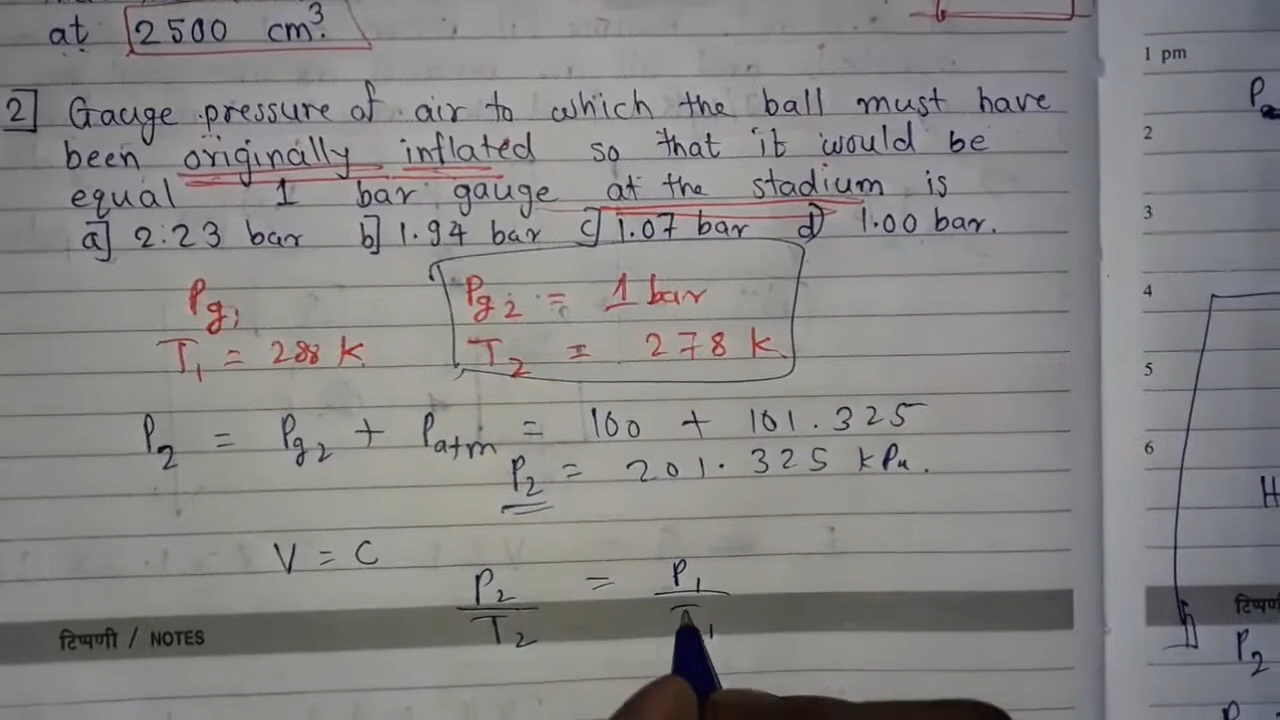 at 2500 cm³.
2] Gauge pressure of air to which the ball must have
been originally inflated so that it would be
equal 1 bar gauge at the stadium is
a] 2.23 bar b] 1.94 bar c] 1.07 bar d) 1.00 bar.
Pg₁
T₁ = 288 K
Pg₂ = 1 bar
T₂ = 278 K
P₂ = Pg₂ + Patm = 100 + 101.325
P₂ = 201.325 kPa.
V = C
P₂/T₂ = P₁/T₁
टिप्पणी / NOTES
1 pm
2
3
4
5
6
H
P₂